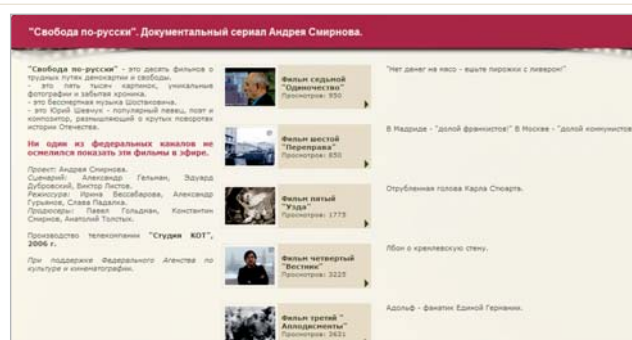 "Свобода по-русски". Документальный сериал Андрея Смирнова.
"Свобода по-русски" - это десять фильмов о
трудных путях демократии и свободы.
- это пять тысяч картинок, уникальные
фотографии и забытая хроника.
- это бессмертная музыка Шостаковича.
- это Юрий Шевчук - популярный певец, поэт и
композитор, размышляющий о крутых поворотах
истории Отечества.
Ни один из федеральных каналов не
осмелился показать эти фильмы в эфире.
Проект: Андрея Смирнова.
Сценарий: Александр Гельман, Эдуард
Дубровский, Виктор Листов.
Режиссура: Ирина Бессарабова, Александр
Гурьянов, Слава Падалка.
Продюсеры: Павел Гольдман, Константин
Смирнов, Анатолий Толстых.
Производство телекомпании "Студия КОТ",
2006 г.
При поддержке Федерального Агенства по
культуре и кинематографии.
Фильм седьмой
"Одиночество"
Просмотров: 950
"Нет денег на мясо - ешьте пирожки с ливером!"
Фильм шестой
"Переправа"
Просмотров: 850
В Мадриде - "долой франкистов!" В Москве - "долой коммунистов
Фильм пятый
"Узда"
Просмотров: 1775
Отрубленная голова Карла Стюарта.
Фильм четвертый
"Вестник"
Просмотров: 3225
Лбом о кремлевскую стену.
Фильм третий "
Аплодисменты"
Просмотров: 2631
Адольф - фанатик Единой Германии.